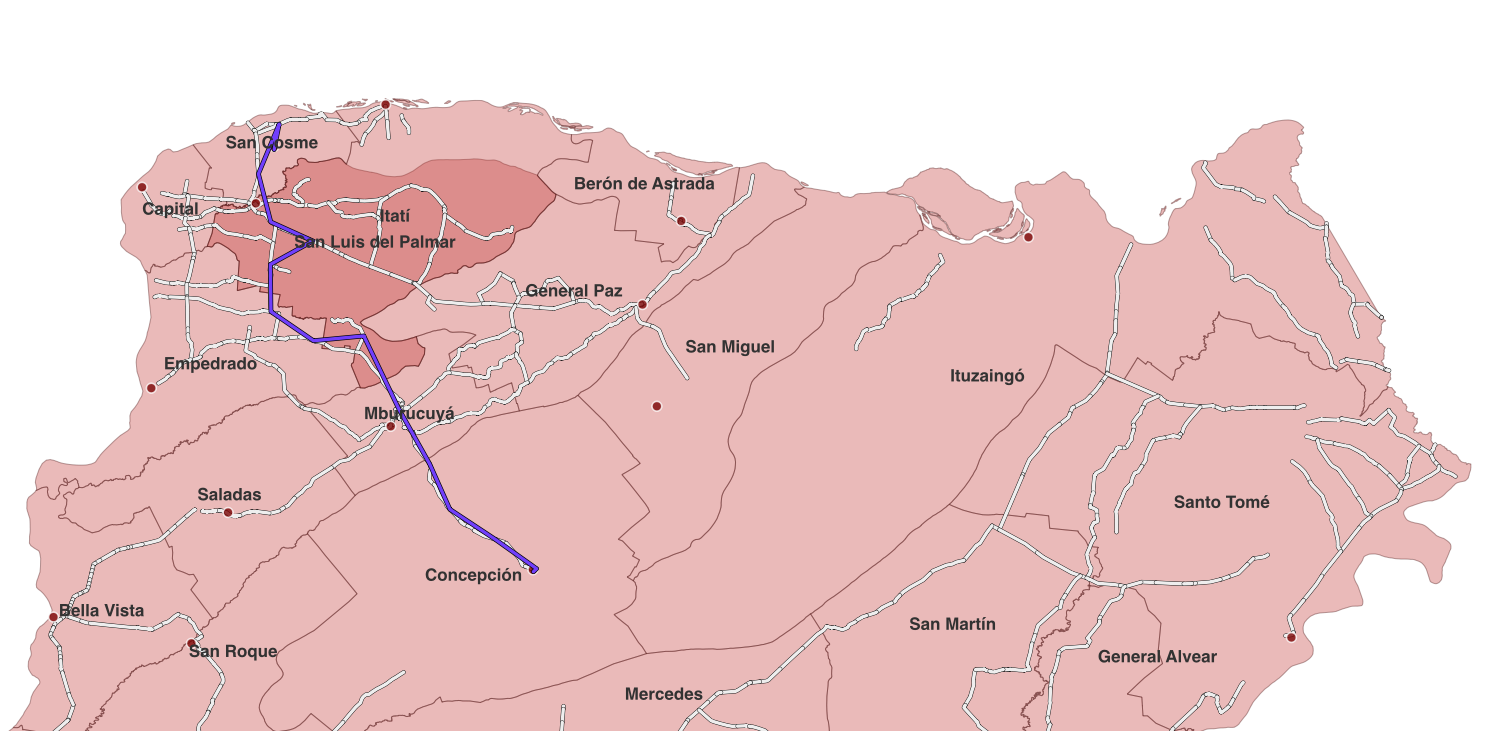 San Cosme
Berón de Astrada
Capital
Itatí
San Luis del Palmar
General Paz
San Miguel
Empedrado
Ituzaingó
Mburucuyá
Saladas
Santo Tomé
Concepción
Bella Vista
San Martín
San Roque
General Alvear
Mercedes